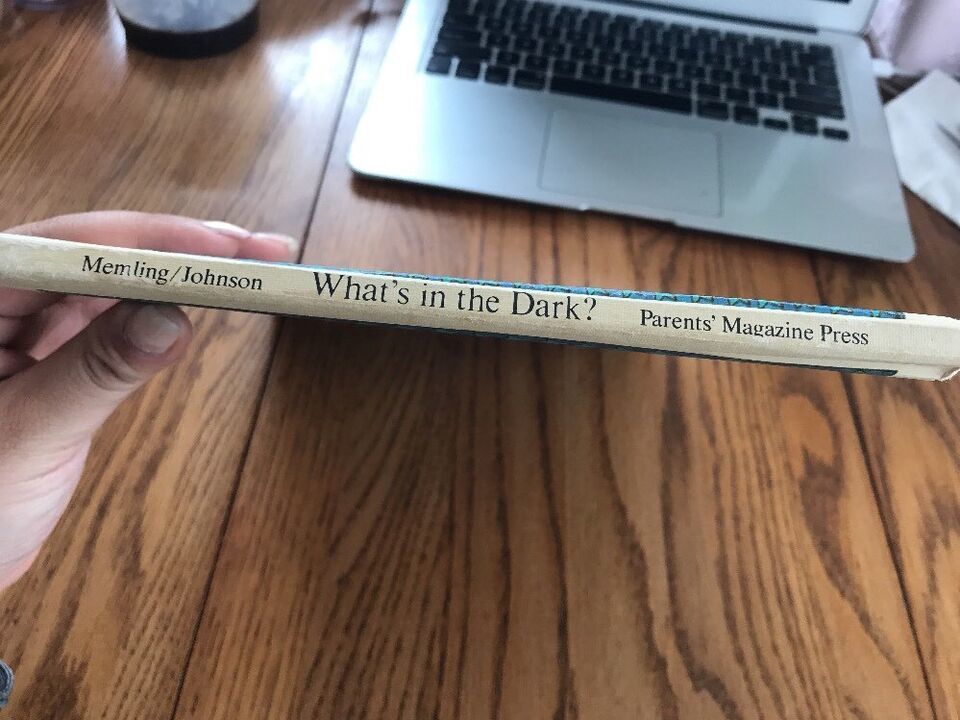 Memling/Johnson What's in the Dark? Parents' Magazine Press